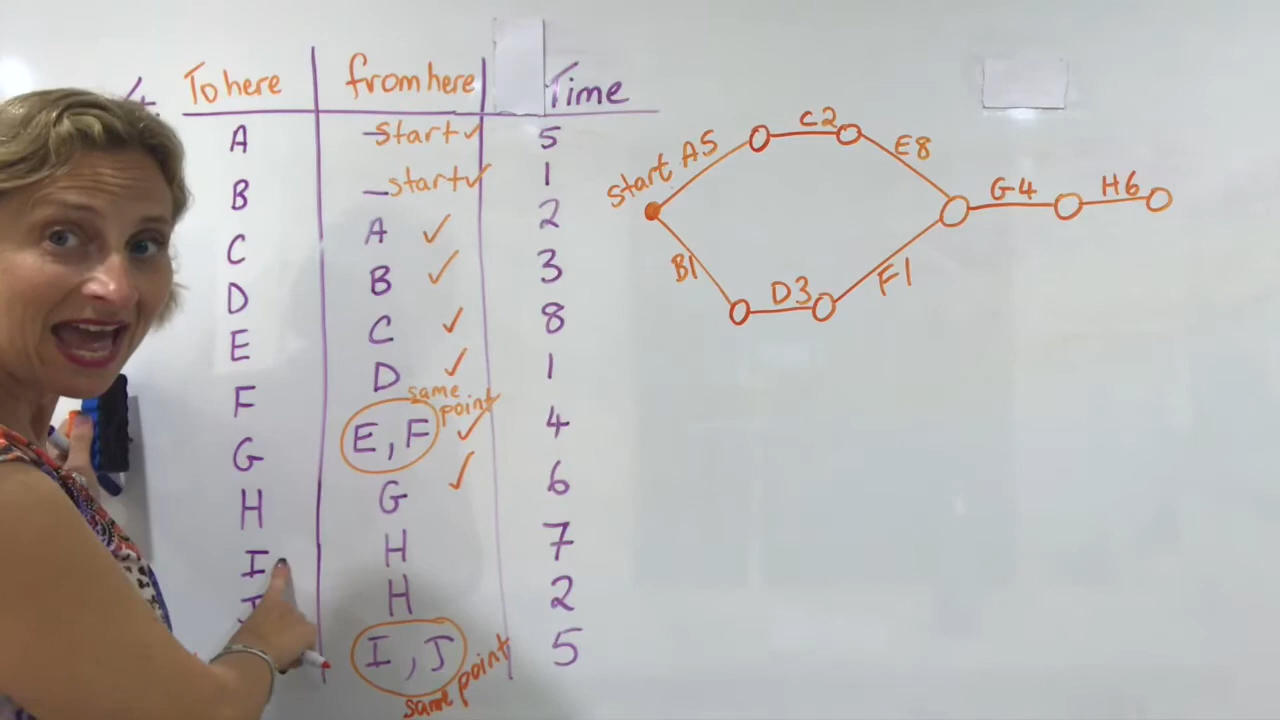 To here from here Time
A -start✓ 5
B -start✓ 1
C A ✓ 2
D B ✓ 3
E C ✓ 8
F D ✓ 1
same
point
G E, F ✓ 4
H G ✓ 6
I H 7
J H 2
I, J 5
same point
start A5
C2
E8
G4
H6
B1
D3
F1